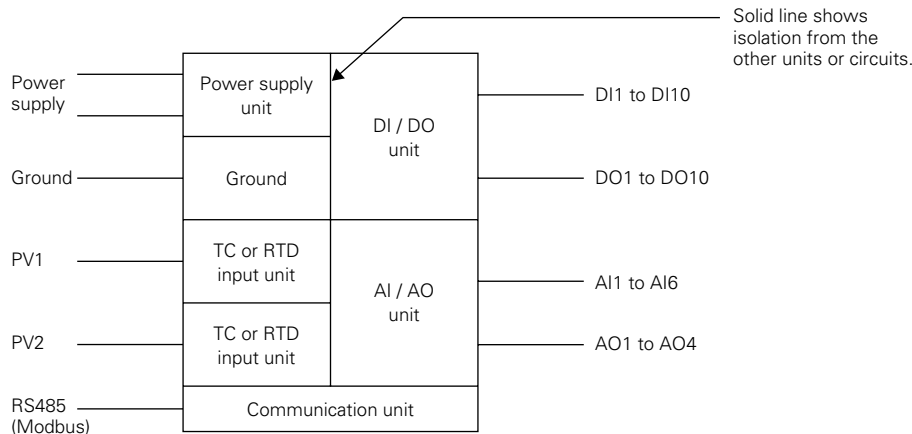 Solid line shows
isolation from the
other units or circuits.
Power
supply
Power supply
unit
DI / DO
unit
DI1 to DI10
Ground
Ground
DO1 to DO10
PV1
TC or RTD
input unit
AI / AO
unit
AI1 to AI6
PV2
TC or RTD
input unit
AO1 to AO4
RS485
(Modbus)
Communication unit